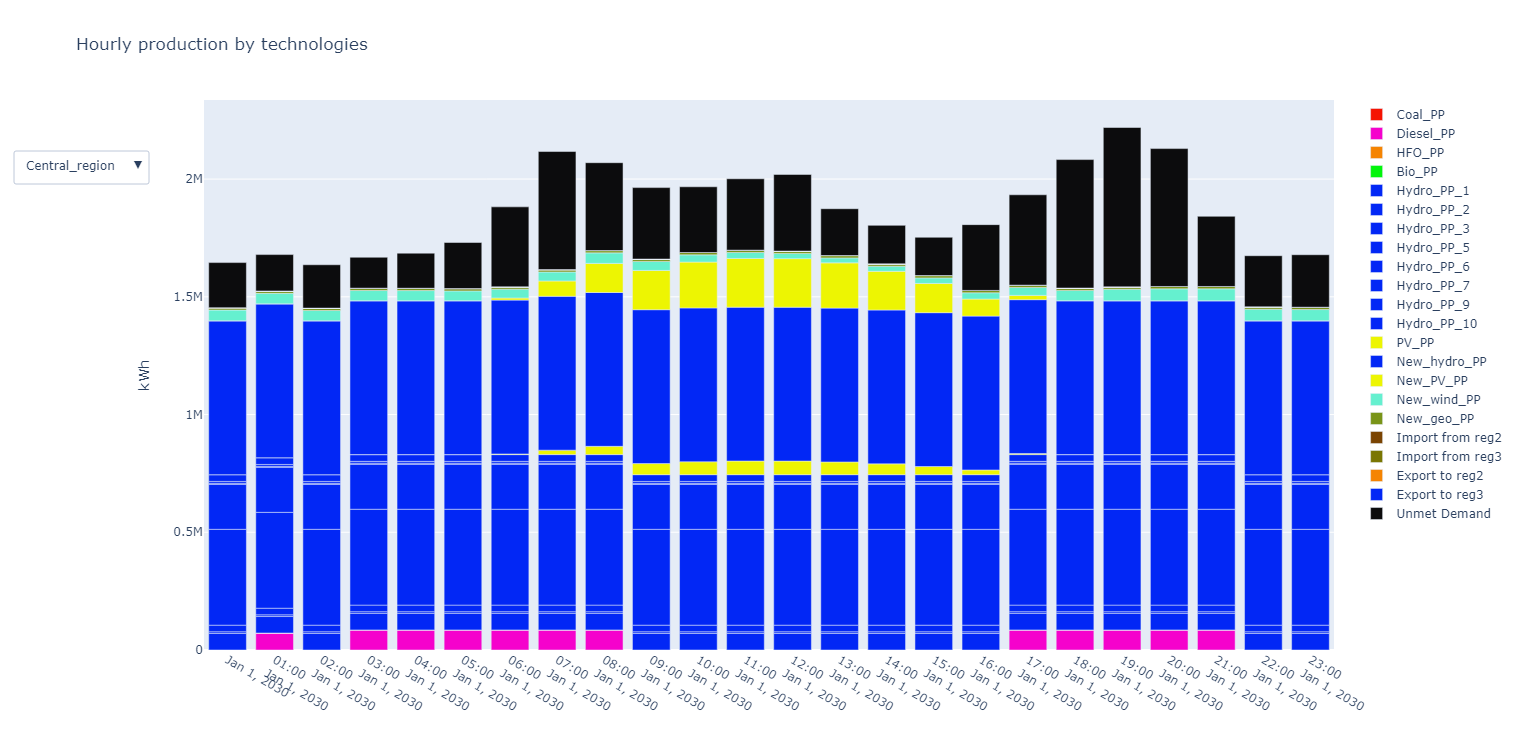 Hourly production by technologies
Central_region ▼
kWh
2M
1.5M
1M
0.5M
0
Jan 1, 2030
01:00
Jan 1, 2030
02:00
Jan 1, 2030
03:00
Jan 1, 2030
04:00
Jan 1, 2030
05:00
Jan 1, 2030
06:00
Jan 1, 2030
07:00
Jan 1, 2030
08:00
Jan 1, 2030
09:00
Jan 1, 2030
10:00
Jan 1, 2030
11:00
Jan 1, 2030
12:00
Jan 1, 2030
13:00
Jan 1, 2030
14:00
Jan 1, 2030
15:00
Jan 1, 2030
16:00
Jan 1, 2030
17:00
Jan 1, 2030
18:00
Jan 1, 2030
19:00
Jan 1, 2030
20:00
Jan 1, 2030
21:00
Jan 1, 2030
22:00
Jan 1, 2030
23:00
Jan 1, 2030
Coal_PP
Diesel_PP
HFO_PP
Bio_PP
Hydro_PP_1
Hydro_PP_2
Hydro_PP_3
Hydro_PP_5
Hydro_PP_6
Hydro_PP_7
Hydro_PP_9
Hydro_PP_10
PV_PP
New_hydro_PP
New_PV_PP
New_wind_PP
New_geo_PP
Import from reg2
Import from reg3
Export to reg2
Export to reg3
Unmet Demand